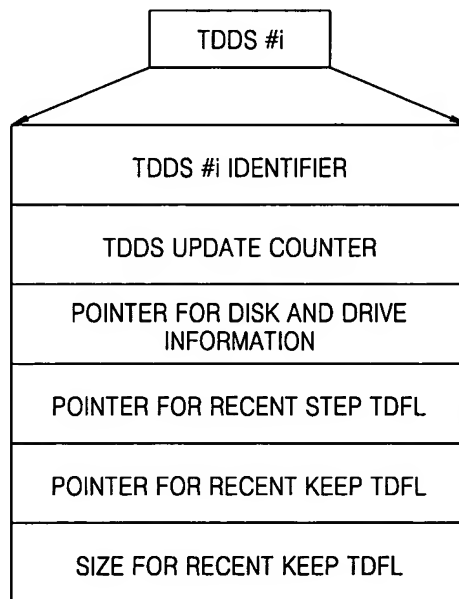 TDDS #i
TDDS #i IDENTIFIER
TDDS UPDATE COUNTER
POINTER FOR DISK AND DRIVE
INFORMATION
POINTER FOR RECENT STEP TDFL
POINTER FOR RECENT KEEP TDFL
SIZE FOR RECENT KEEP TDFL